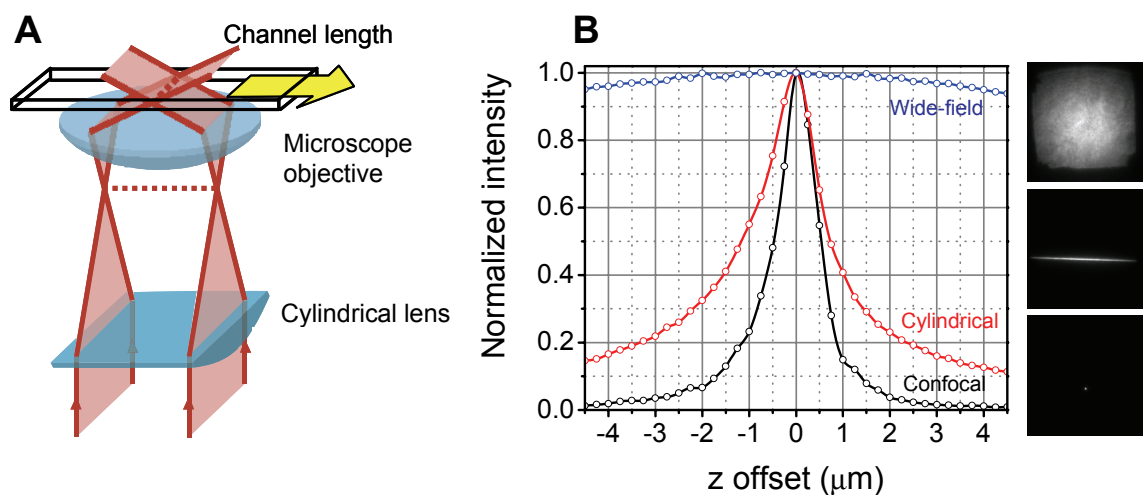 A
Channel length
Microscope
objective
Cylindrical lens
B
Normalized intensity
1.0
0.8
0.6
0.4
0.2
0.0
Wide-field
Cylindrical
Confocal
-4 -3 -2 -1 0 1 2 3 4
z offset (μm)